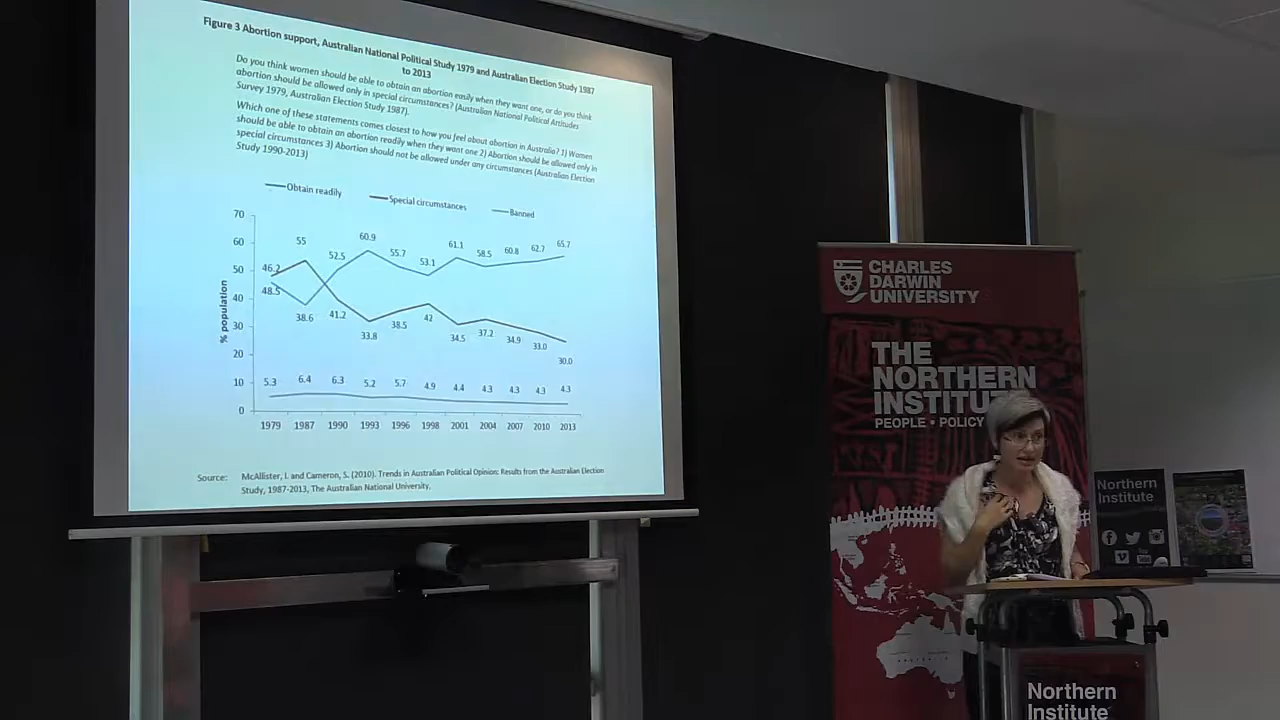 Figure 3 Abortion support, Australian National Political Study 1979 and Australian Election Study 1987
to 2013
Do you think women should be able to obtain an abortion easily when they want one, or do you think
abortion should be allowed only in special circumstances? (Australian National Political Attitudes
Survey 1979, Australian Election Study 1987).
Which one of these statements comes closest to how you feel about abortion in Australia? 1) Women
should be able to obtain an abortion readily when they want one 2) Abortion should be allowed only in
special circumstances 3) Abortion should not be allowed under any circumstances (Australian Election
Study 1990-2013)
Obtain readily Special circumstances Banned
% population
70
60
50
40
30
20
10
0
46.2 55 52.5 60.9 55.7 53.1 61.1 58.5 60.8 62.7 65.7
48.5 38.6 41.2 33.8 38.5 42 34.5 37.2 34.9 33.0 30.0
5.3 6.4 6.3 5.2 5.7 4.9 4.4 4.3 4.3 4.3 4.3
1979 1987 1990 1993 1996 1998 2001 2004 2007 2010 2013
Source: McAllister, I. and Cameron, S. (2010). Trends in Australian Political Opinion: Results from the Australian Election
Study, 1987-2013, The Australian National University.
CHARLES
DARWIN
UNIVERSITY
THE
NORTHERN
INSTITU
PEOPLE • POLICY
AUSTRALIA
Northern
Institute
You
Tube
Northern
Institute